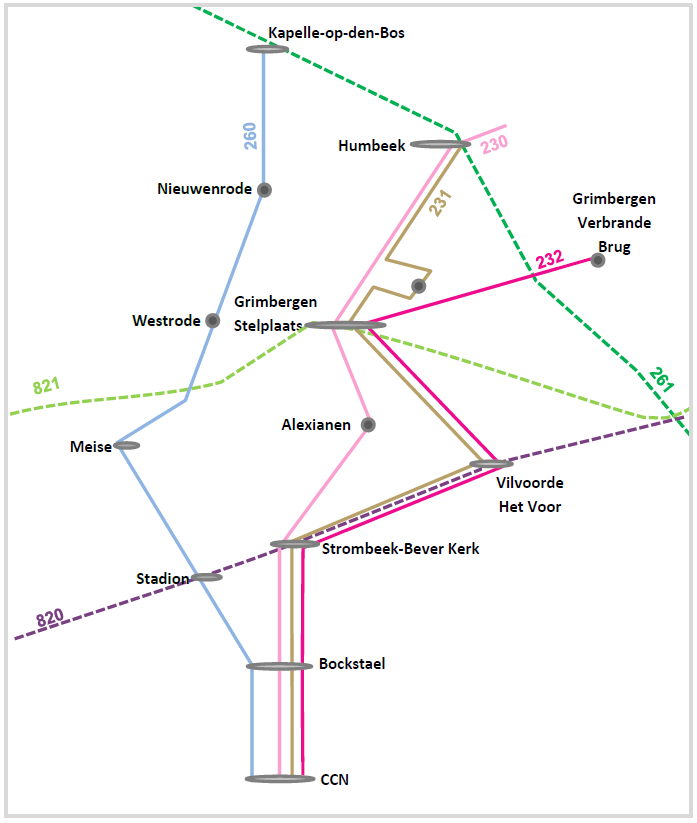 Kapelle-op-den-Bos
260
Humbeek
230
Nieuwenrode
231
Grimbergen
Verbrande
Brug
232
Grimbergen
Stelplaats
Westrode
821
261
Alexianen
Meise
Vilvoorde
Het Voor
Strombeek-Bever Kerk
Stadion
820
Bockstael
CCN